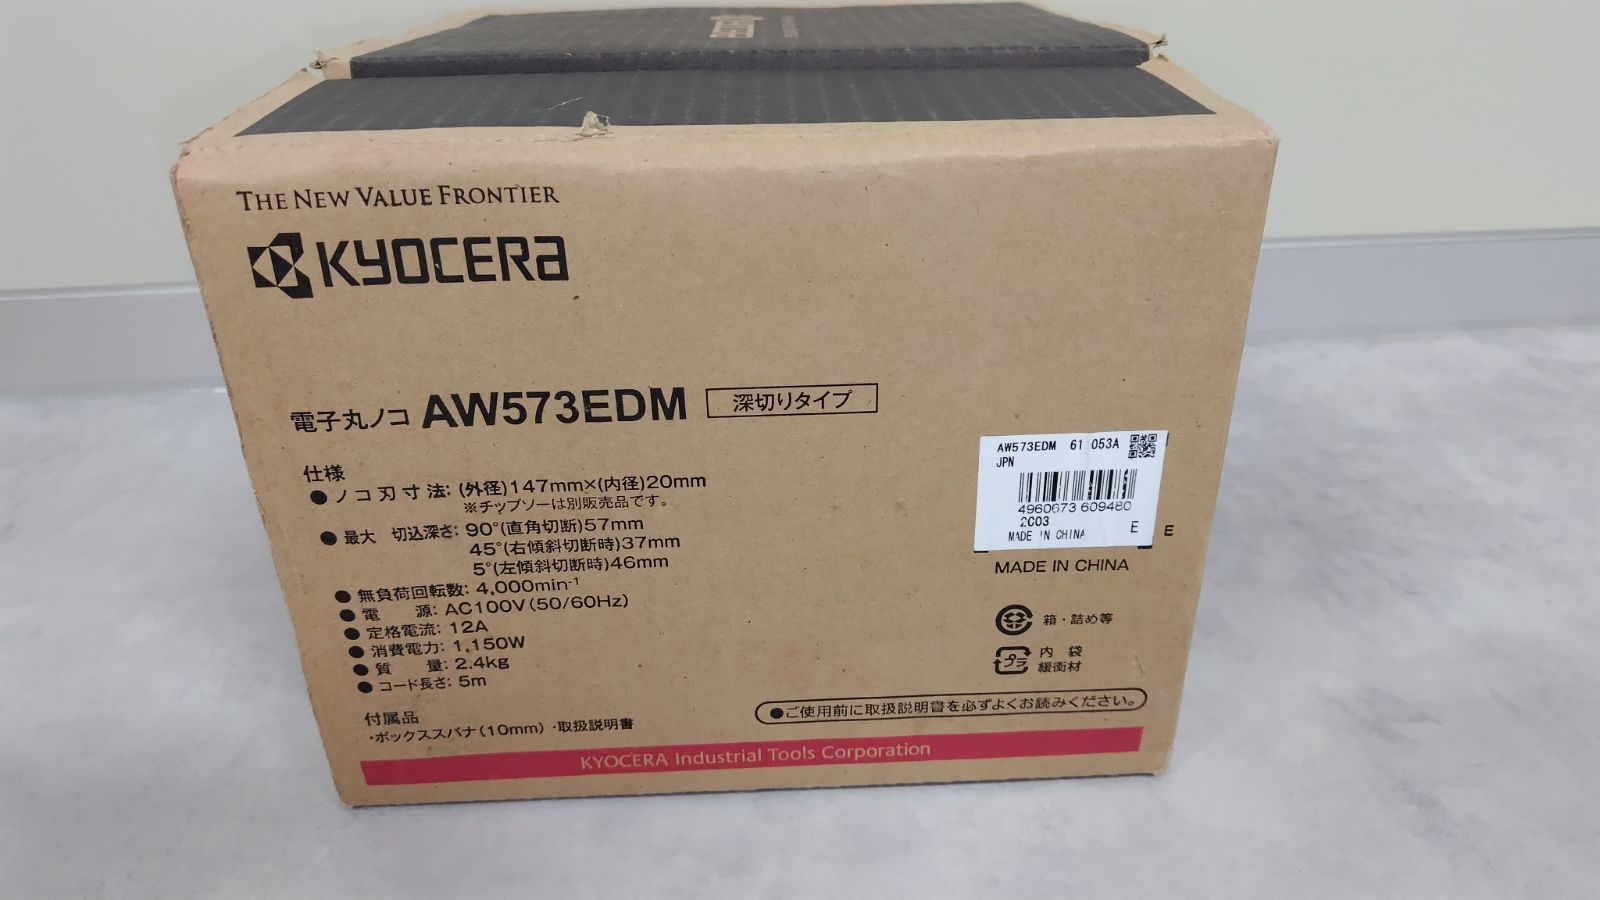 THE NEW VALUE FRONTIER
KYOCERA
電子丸ノコ AW573EDM 深切りタイプ
仕様
●ノコ刃寸法: (外径)147mm×(内径)20mm
※チップソーは別販売品です。
●最大 切込深さ: 90°(直角切断)57mm
45°(右傾斜切断時)37mm
5°(左傾斜切断時)46mm
●無負荷回転数: 4,000min-1
●電 源: AC100V(50/60Hz)
●定格電流: 12A
●消費電力: 1,150W
●質 量: 2.4kg
●コード長さ: 5m
付属品
・ボックススパナ(10mm) ・取扱説明書
AW573EDM 61 053A
JPN
4960673 609480
2C03
MADE IN CHINA E
E
MADE IN CHINA
箱・詰め等
プラ
内 袋
緩衝材
●ご使用前に取扱説明書を必ずよくお読みください。
KYOCERA Industrial Tools Corporation